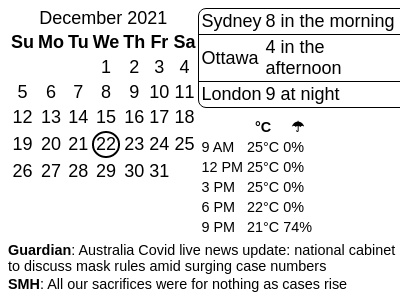 December 2021
Su Mo Tu We Th Fr Sa
1 2 3 4
5 6 7 8 9 10 11
12 13 14 15 16 17 18
19 20 21 22 23 24 25
26 27 28 29 30 31
Sydney 8 in the morning
Ottawa 4 in the
afternoon
London 9 at night
°C ☂
9 AM 25°C 0%
12 PM 25°C 0%
3 PM 25°C 0%
6 PM 22°C 0%
9 PM 21°C 74%
Guardian: Australia Covid live news update: national cabinet
to discuss mask rules amid surging case numbers
SMH: All our sacrifices were for nothing as cases rise